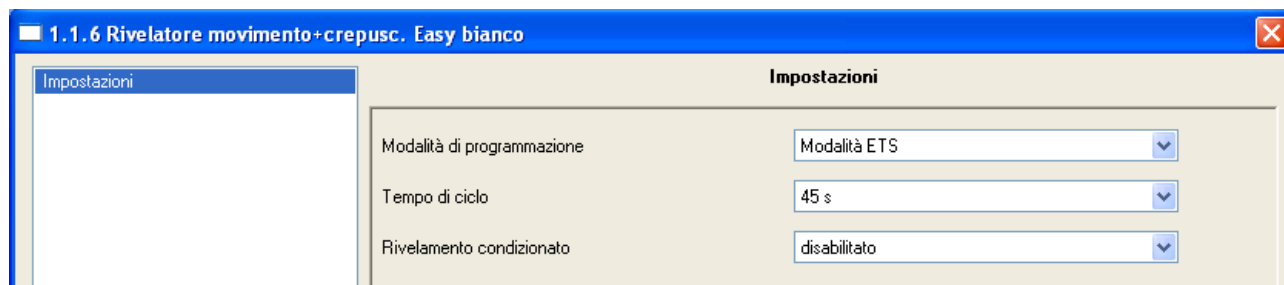 1.1.6 Rivelatore movimento+crepusc. Easy bianco
Impostazioni
Impostazioni
Modalità di programmazione
Modalità ETS
Tempo di ciclo
45 s
Rivelamento condizionato
disabilitato